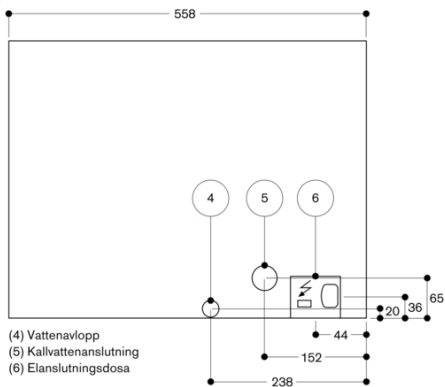 558
4 5 6
65
36
20
(4) Vattenavlopp
44
(5) Kallvattenanslutning
152
(6) Elanslutningsdosa
238